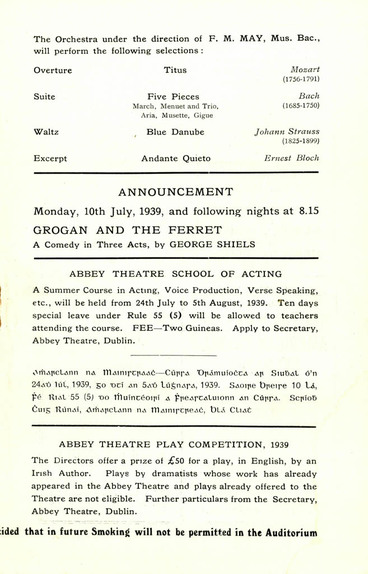 The Orchestra under the direction of F. M. MAY, Mus. Bac.,
will perform the following selections :
Overture Titus Mozart
(1756-1791)
Suite Five Pieces Bach
March, Menuet and Trio, (1685-1750)
Aria, Musette, Gigue
Waltz Blue Danube Johann Strauss
(1825-1899)
Excerpt Andante Quieto Ernest Bloch
ANNOUNCEMENT
Monday, 10th July, 1939, and following nights at 8.15
GROGAN AND THE FERRET
A Comedy in Three Acts, by GEORGE SHIELS
ABBEY THEATRE SCHOOL OF ACTING
A Summer Course in Acting, Voice Production, Verse Speaking,
etc., will be held from 24th July to 5th August, 1939. Ten days
special leave under Rule 55 (5) will be allowed to teachers
attending the course. FEE—Two Guineas. Apply to Secretary,
Abbey Theatre, Dublin.
Amharclann na Mainistreach—Cúrsa Drámuíochta ar Siubhal ó'n
24adh Iúl, 1939, go dtí an 5adh Lúghnasa, 1939. Saoire Bhreise 10 Lá,
Fé Rial 55 (5) do Mhúinteoirí a Fhreastaluionn an Cúrsa. Scríobh
Chuig Rúnaí, Amharclann na Mainistreach, Bhlá Cliath
ABBEY THEATRE PLAY COMPETITION, 1939
The Directors offer a prize of £50 for a play, in English, by an
Irish Author. Plays by dramatists whose work has already
appeared in the Abbey Theatre and plays already offered to the
Theatre are not eligible. Further particulars from the Secretary,
Abbey Theatre, Dublin.
cided that in future Smoking will not be permitted in the Auditorium